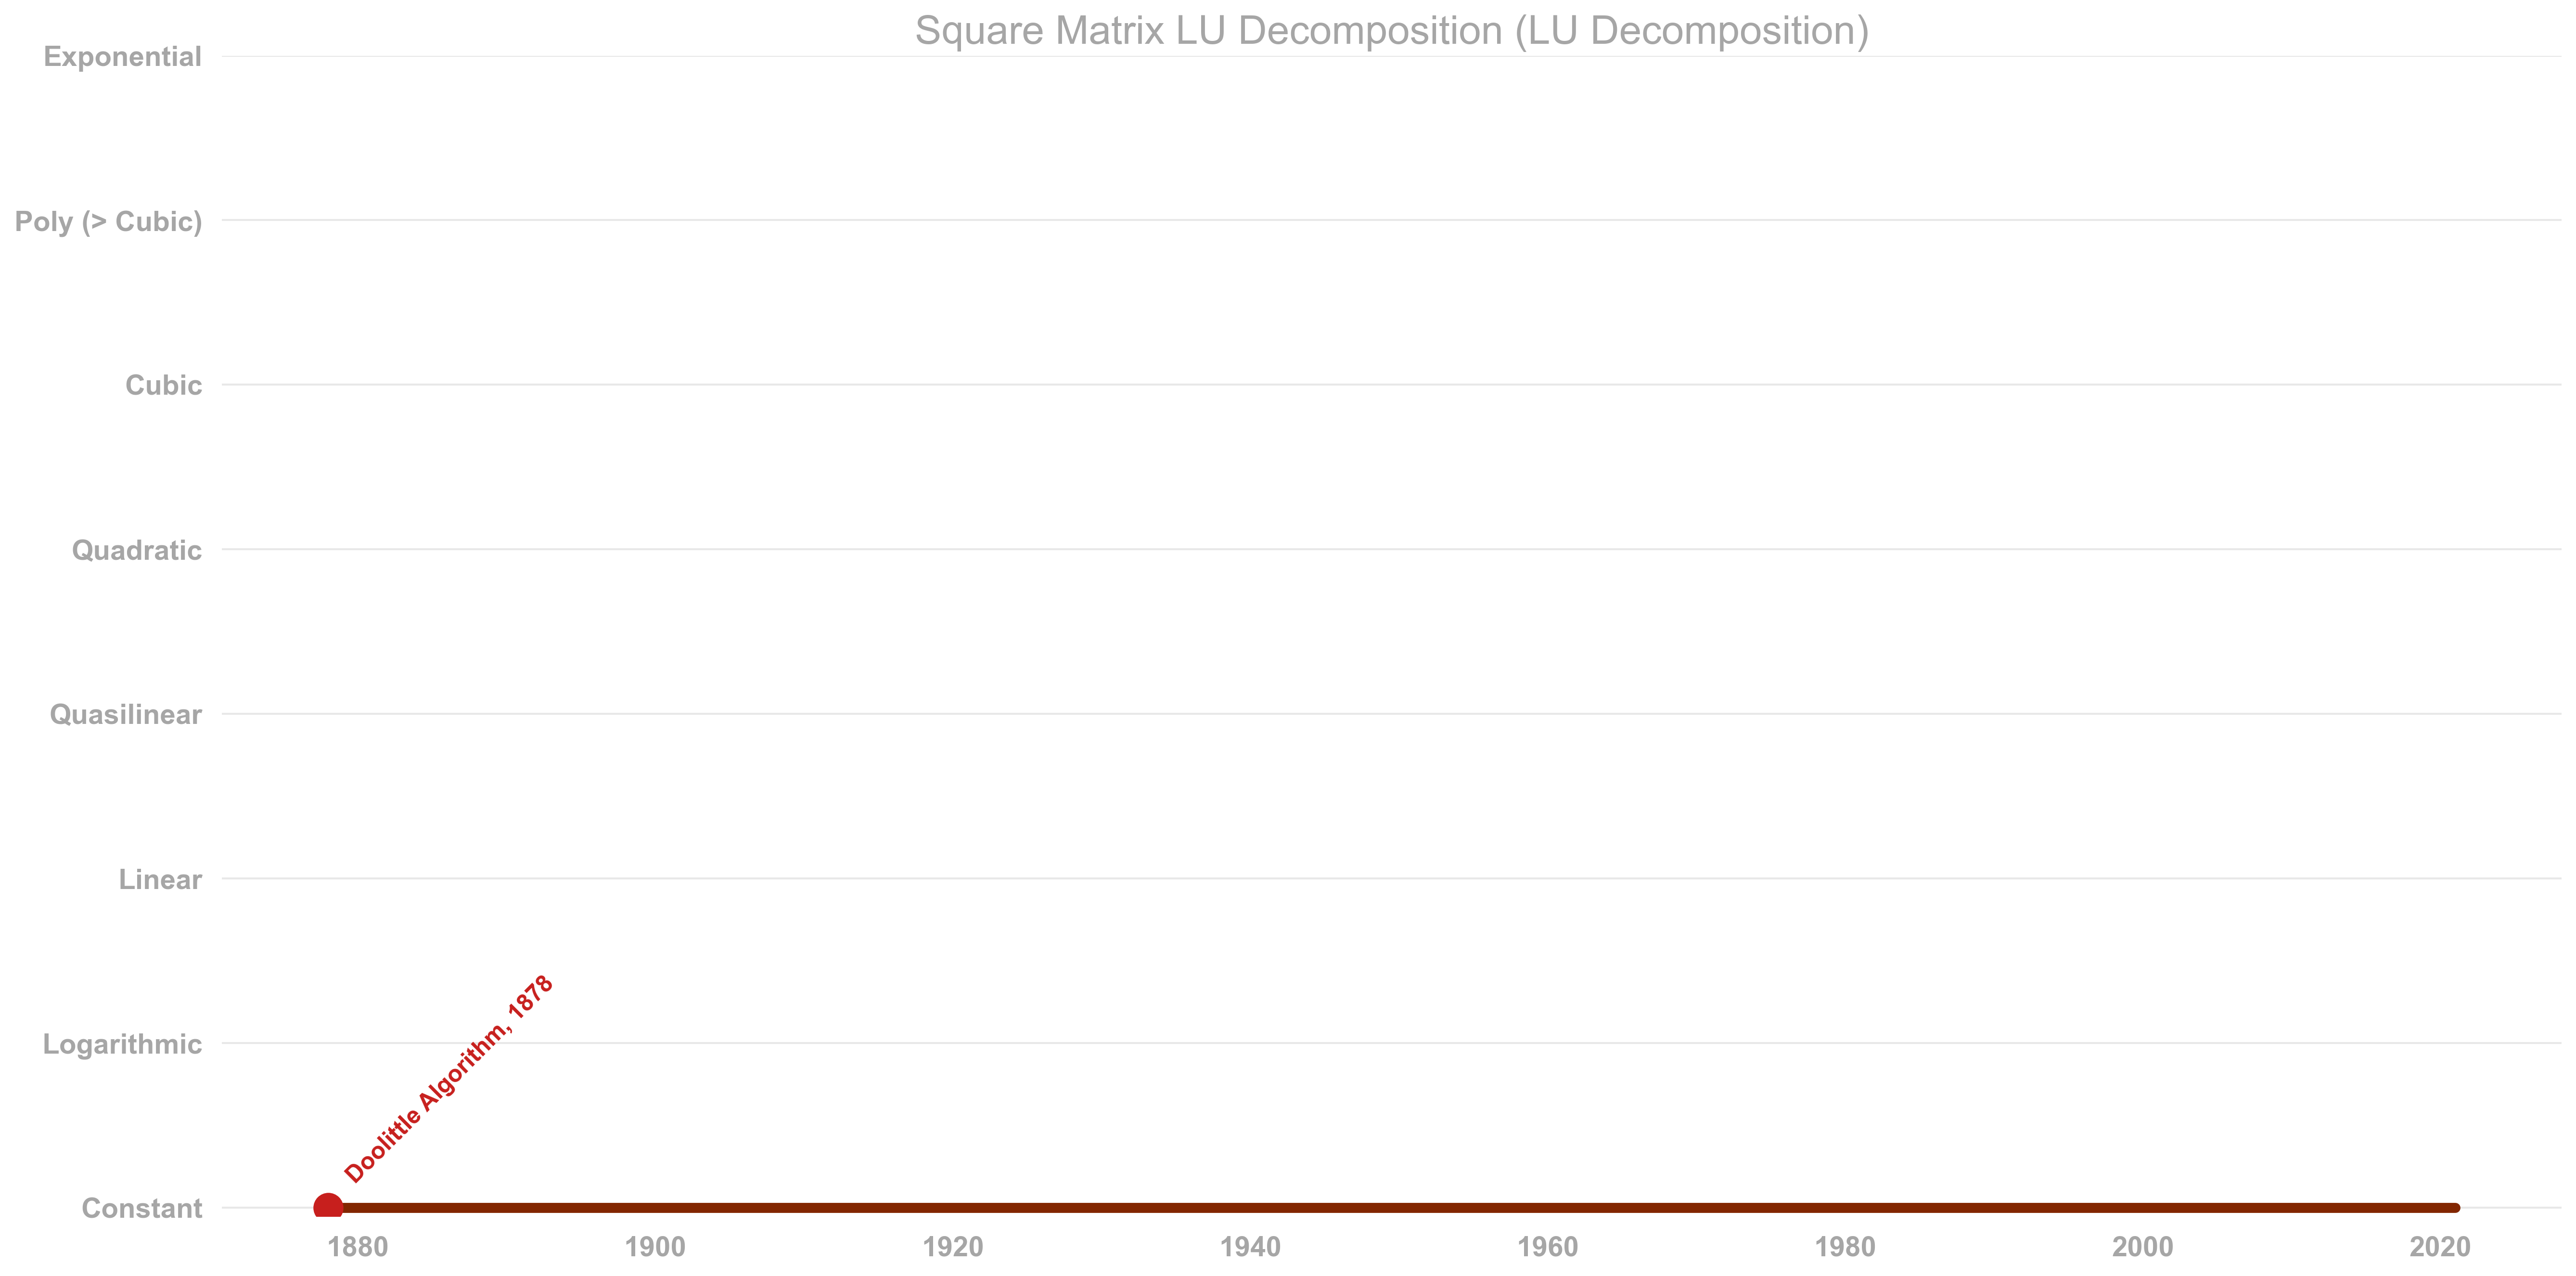 Square Matrix LU Decomposition (LU Decomposition)
Exponential
Poly (> Cubic)
Cubic
Quadratic
Quasilinear
Linear
Logarithmic
Constant
Doolittle Algorithm, 1878
1880 1900 1920 1940 1960 1980 2000 2020